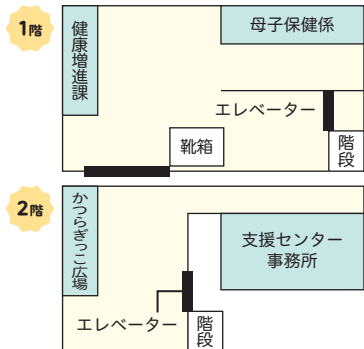 1階
健康増進課
母子保健係
エレベーター
靴箱
階段
2階
かつらぎっこ広場
支援センター
事務所
エレベーター
階段